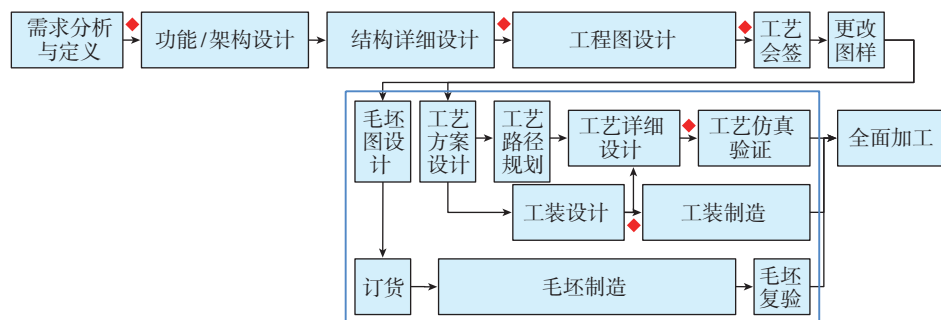 需求分析
与定义
功能/架构设计
结构详细设计
工程图设计
工艺
会签
更改
图样
毛坯
图设
计
工艺
方案
设计
工艺
路径
规划
工艺详细
设计
工艺仿真
验证
全面加工
工装设计
工装制造
订货
毛坯制造
毛坯
复验